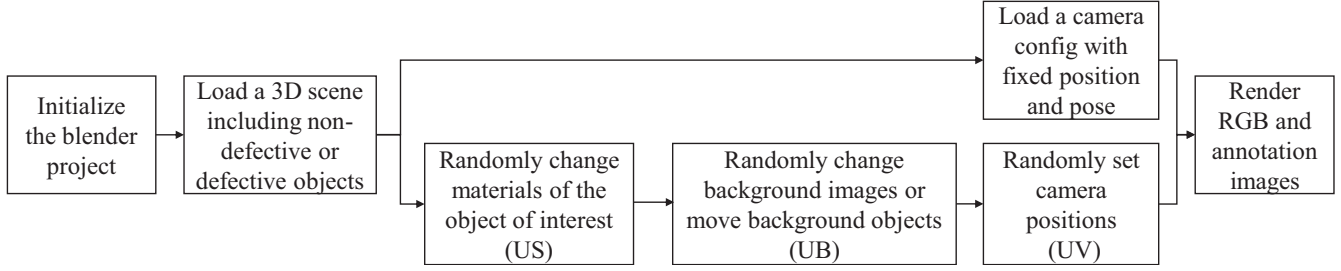 Initialize
the blender
project
Load a 3D scene
including non-
defective or
defective objects
Load a camera
config with
fixed position
and pose
Randomly change
materials of the
object of interest
(US)
Randomly change
background images or
move background objects
(UB)
Randomly set
camera
positions
(UV)
Render
RGB and
annotation
images